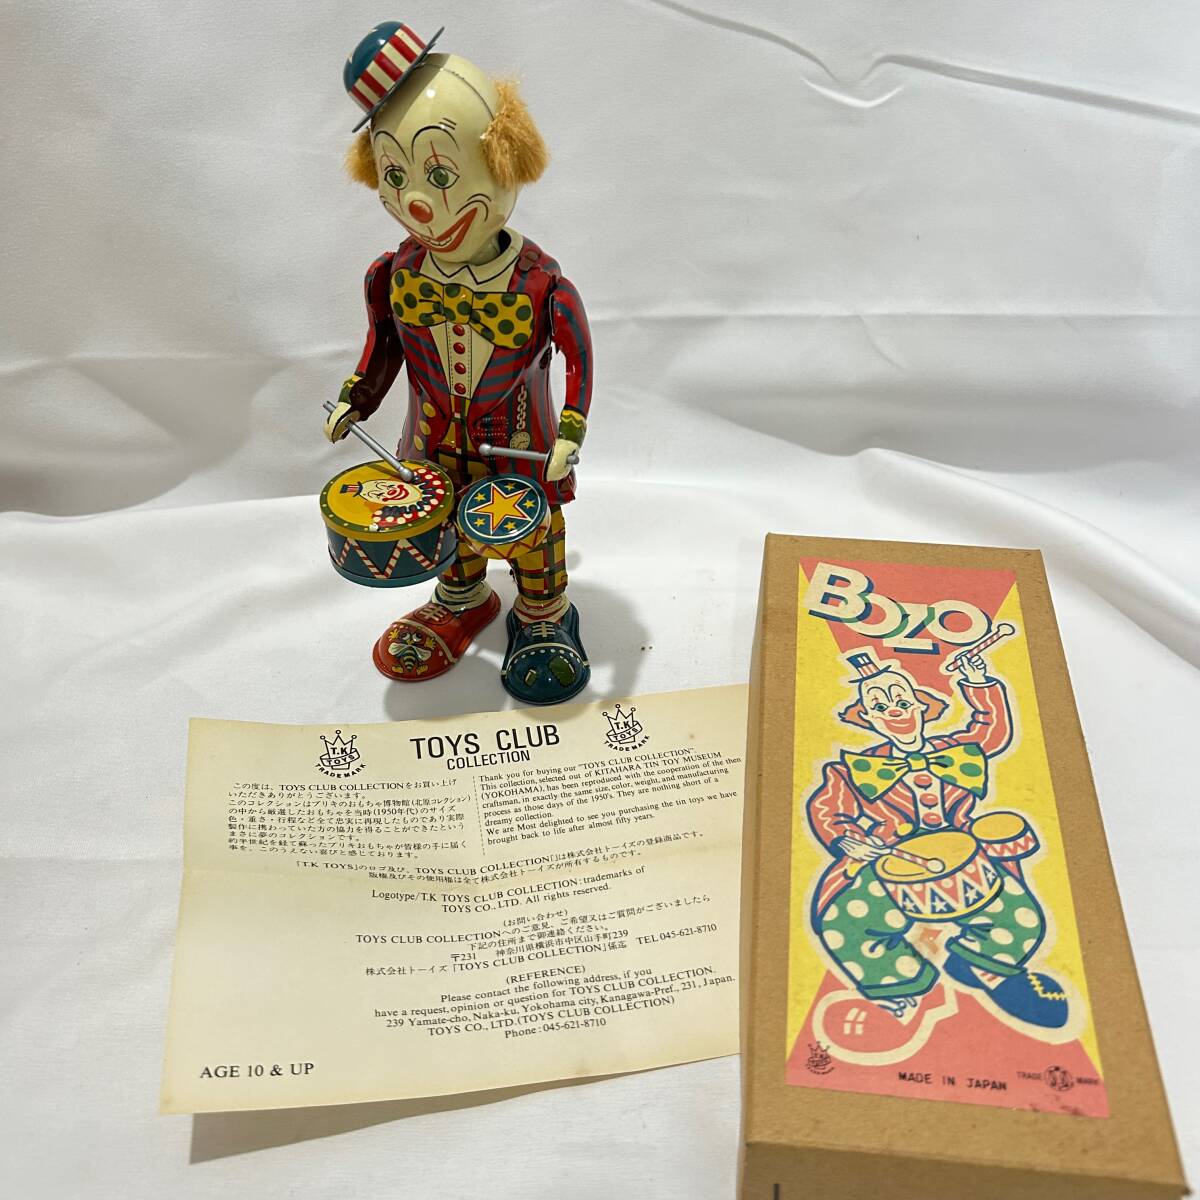 T.K
TOYS
TRADE MARK
TOYS CLUB
COLLECTION
T.K
TOYS
TRADE MARK
この度は、TOYS CLUB COLLECTIONをお買い上げ
いただきありがとうございます。
このコレクションはブリキのおもちゃ博物館(北原コレクション)
の中から厳選したおもちゃを当時(1950年代)のサイズ
色・重さ・行程など全て忠実に再現したものであり実際
製作に携わっていた方の協力を得ることができたという
まさに夢のコレクションです。
約半世紀を経て蘇ったブリキおもちゃが皆様の手に届く
事を、このうえない喜びと感じております。
Thank you for buying our "TOYS CLUB COLLECTION".
This collection, selected out of KITAHARA TIN TOY MUSEUM
(YOKOHAMA), has been reproduced with the cooperation of the then
craftsman, in exactly the same size, color, weight, and manufacturing
process as those days of the 1950's. They are nothing short of a
dreamy collection.
We are Most delighted to see you purchasing the tin toys we have
brought back to life after almost fifty years.
「T.K TOYS」のロゴ及び、TOYS CLUB COLLECTION「」は株式会社トーイズの登録商品です。
版権及びその使用権は全て株式会社トーイズが所有するものです。
Logotype/T.K TOYS CLUB COLLECTION: trademarks of
TOYS CO., LTD. All rights reserved.
(お問い合わせ)
TOYS CLUB COLLECTIONへのご意見、ご希望又はご質問がございましたら
下記の住所まで御連絡ください。
〒231 神奈川県横浜市中区山手町239
株式会社トーイズ「TOYS CLUB COLLECTION」係迄 TEL 045-621-8710
(REFERENCE)
Please contact the following address, if you
have a request, opinion or question for TOYS CLUB COLLECTION.
239 Yamate-cho, Naka-ku, Yokohama city, Kanagawa-Pref., 231, Japan.
TOYS CO., LTD. (TOYS CLUB COLLECTION)
Phone: 045-621-8710
AGE 10 & UP
BOZO
TRADE MARK
MADE IN JAPAN
TRADE MARK